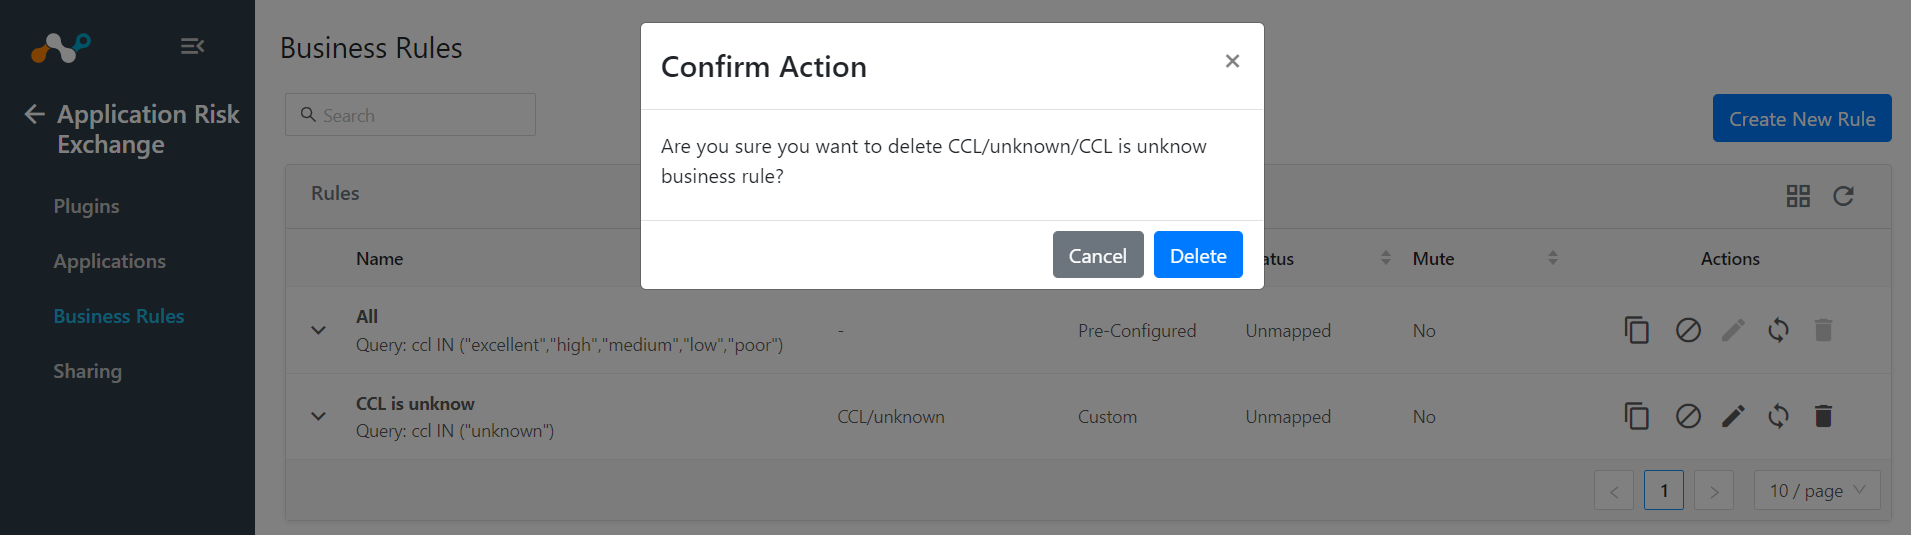 Application Risk
Exchange
Plugins
Applications
Business Rules
Sharing
Business Rules
Search
Create New Rule
Confirm Action
×
Are you sure you want to delete CCL/unknown/CCL is unknow
business rule?
Cancel
Delete
Rules
Name
atus
Mute
Actions
All
Query: ccl IN ("excellent","high","medium","low","poor")
-
Pre-Configured
Unmapped
No
CCL is unknow
Query: ccl IN ("unknown")
CCL/unknown
Custom
Unmapped
No
<
1
>
10 / page